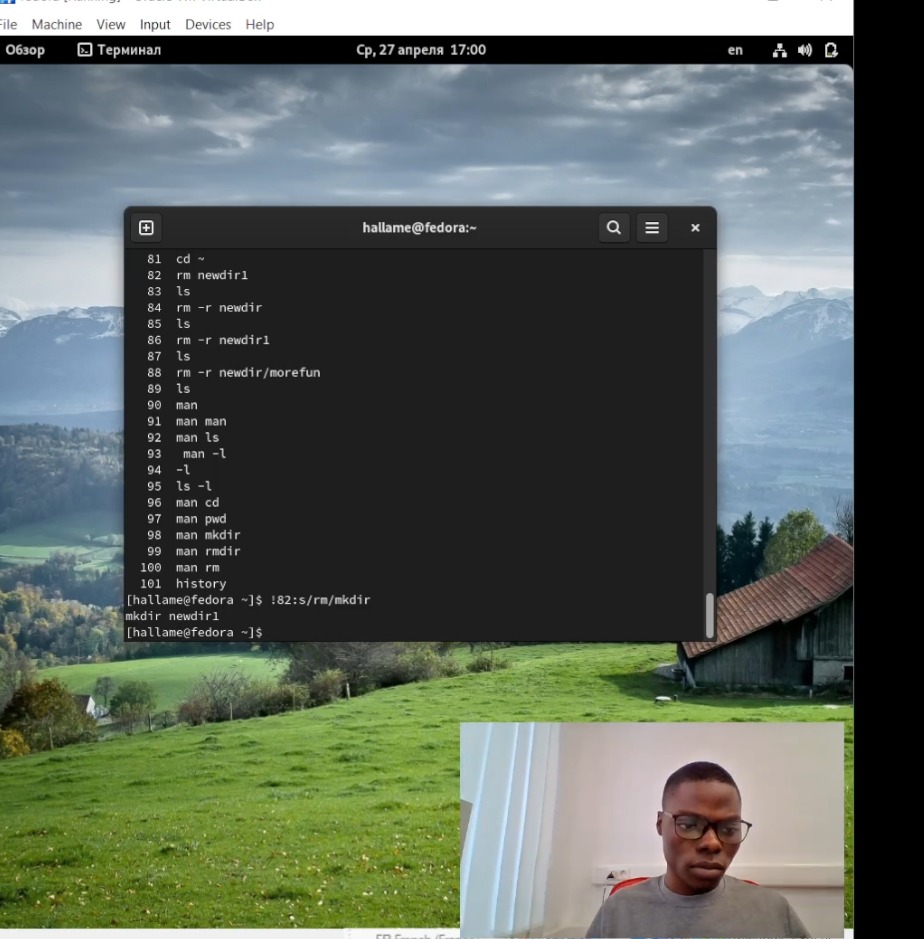 File Machine View Input Devices Help
Обзор Терминал Ср, 27 апреля 17:00 en
hallame@fedora:~
81 cd ~
82 rm newdir1
83 ls
84 rm -r newdir
85 ls
86 rm -r newdir1
87 ls
88 rm -r newdir/morefun
89 ls
90 man
91 man man
92 man ls
93  man -l
94 -l
95 ls -l
96 man cd
97 man pwd
98 man mkdir
99 man rmdir
100 man rm
101 history
[hallame@fedora ~]$ !82:s/rm/mkdir
mkdir newdir1
[hallame@fedora ~]$